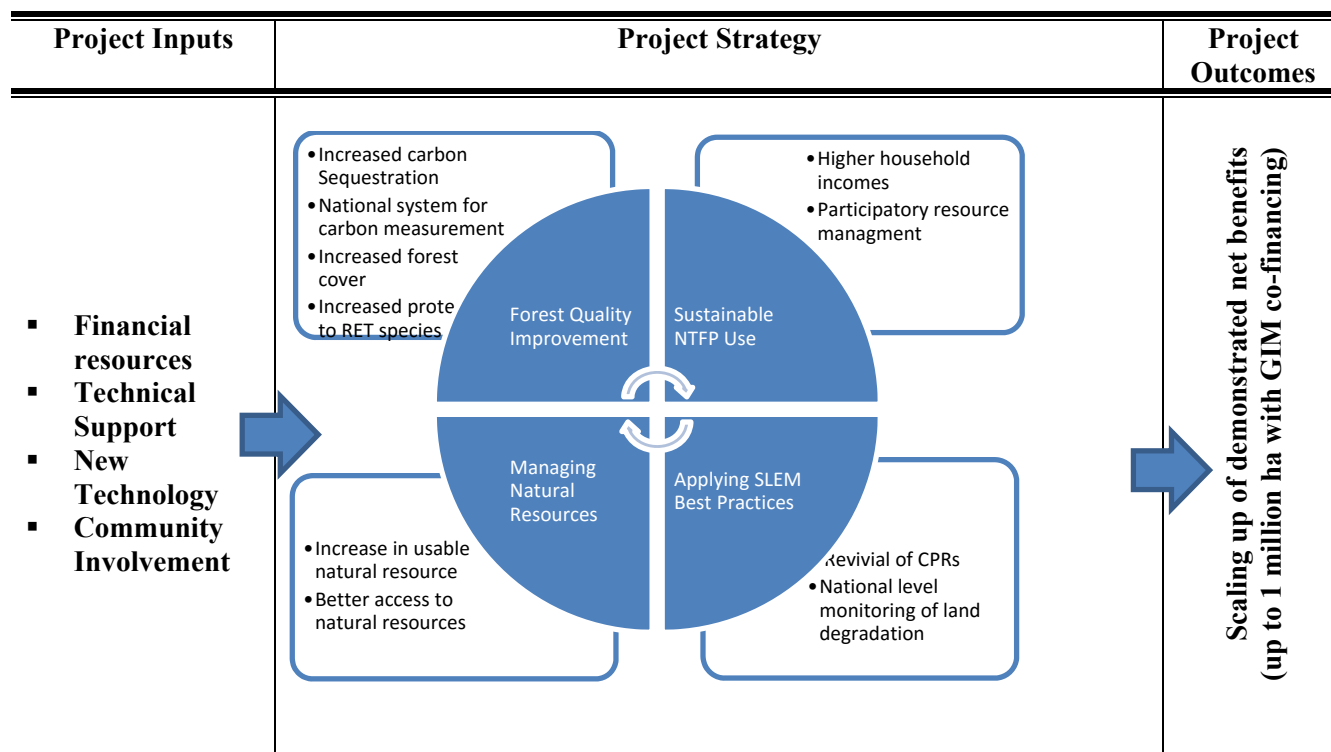 Project Inputs
Project Strategy
Project
Outcomes
▪ Financial
resources
▪ Technical
Support
▪ New
Technology
▪ Community
Involvement
•Increased carbon
Sequestration
•National system for
carbon measurement
•Increased forest
cover
•Increased prote
to RET species
•Higher household
incomes
•Participatory resource
managment
Forest Quality
Improvement
Sustainable
NTFP Use
Managing
Natural
Resources
Applying SLEM
Best Practices
•Increase in usable
natural resource
•Better access to
natural resources
Revivial of CPRs
•National level
monitoring of land
degradation
Scaling up of demonstrated net benefits
(up to 1 million ha with GIM co-financing)